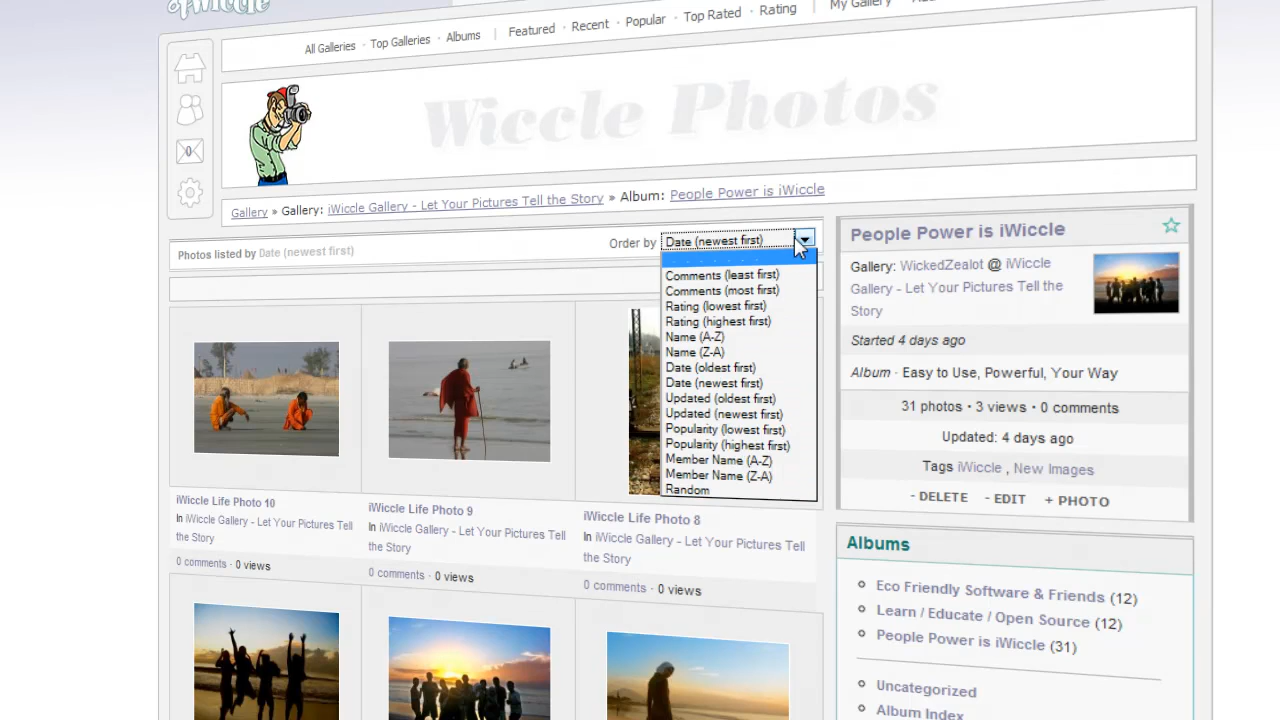 iWiccle
All Galleries · Top Galleries · Albums | Featured · Recent · Popular · Top Rated · Rating | My Gallery
Wiccle Photos
0
Gallery » Gallery: iWiccle Gallery - Let Your Pictures Tell the Story » Album: People Power is iWiccle
Photos listed by Date (newest first)
Order by Date (newest first)
Comments (least first)
Comments (most first)
Rating (lowest first)
Rating (highest first)
Name (A-Z)
Name (Z-A)
Date (oldest first)
Date (newest first)
Updated (oldest first)
Updated (newest first)
Popularity (lowest first)
Popularity (highest first)
Member Name (A-Z)
Member Name (Z-A)
Random
iWiccle Life Photo 10
In iWiccle Gallery - Let Your Pictures Tell
the Story
0 comments · 0 views
iWiccle Life Photo 9
In iWiccle Gallery - Let Your Pictures Tell
the Story
0 comments · 0 views
iWiccle Life Photo 8
In iWiccle Gallery - Let Your Pictures Tell
the Story
0 comments · 0 views
People Power is iWiccle
Gallery: WickedZealot @ iWiccle
Gallery - Let Your Pictures Tell the
Story
Started 4 days ago
Album · Easy to Use, Powerful, Your Way
31 photos • 3 views • 0 comments
Updated: 4 days ago
Tags iWiccle , New Images
- DELETE - EDIT + PHOTO
Albums
Eco Friendly Software & Friends (12)
Learn / Educate / Open Source (12)
People Power is iWiccle (31)
Uncategorized
Album Index